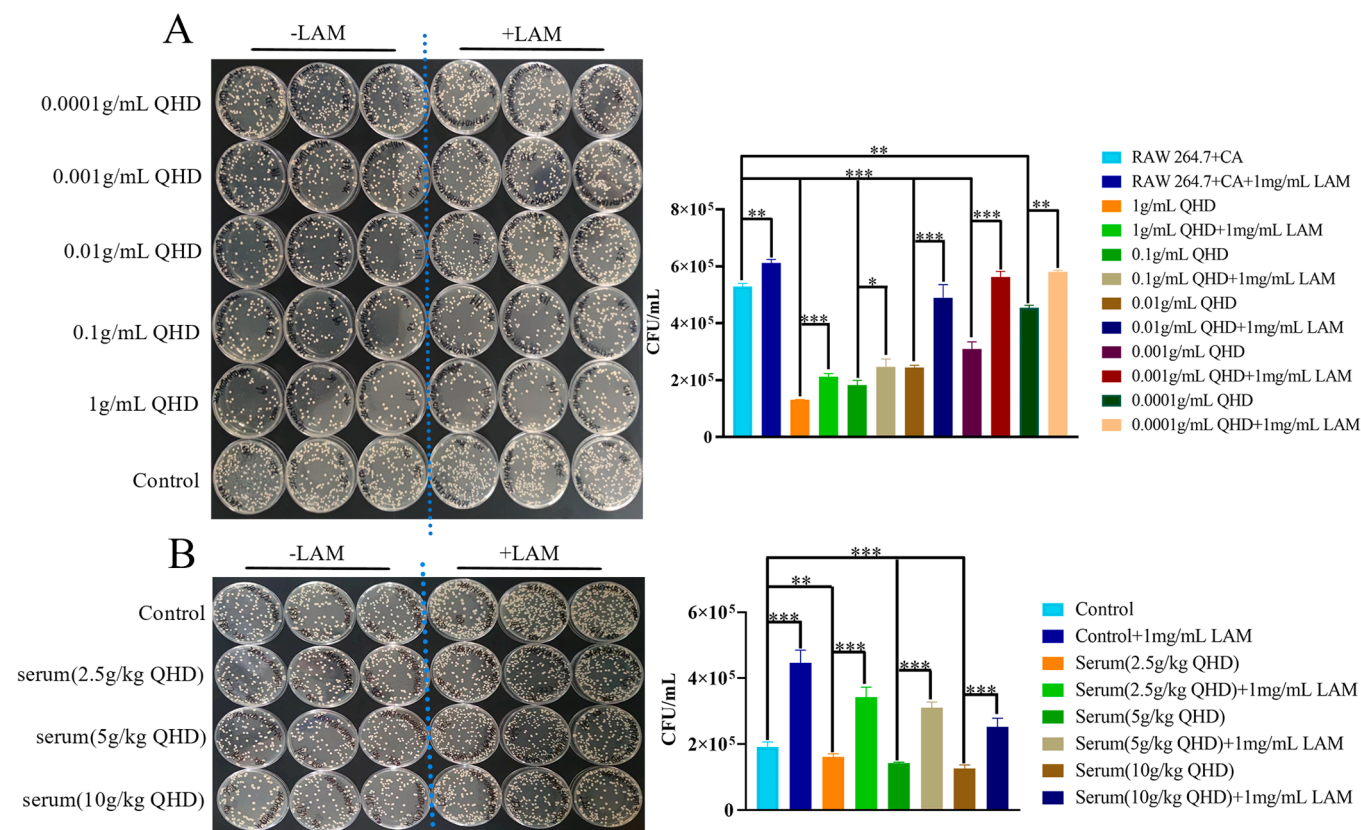 A
-LAM
+LAM
0.0001g/mL QHD
0.001g/mL QHD
0.01g/mL QHD
0.1g/mL QHD
1g/mL QHD
Control
CFU/mL
8×10⁵
6×10⁵
4×10⁵
2×10⁵
0
**
***
**
***
*
***
***
**
RAW 264.7+CA
RAW 264.7+CA+1mg/mL LAM
1g/mL QHD
1g/mL QHD+1mg/mL LAM
0.1g/mL QHD
0.1g/mL QHD+1mg/mL LAM
0.01g/mL QHD
0.01g/mL QHD+1mg/mL LAM
0.001g/mL QHD
0.001g/mL QHD+1mg/mL LAM
0.0001g/mL QHD
0.0001g/mL QHD+1mg/mL LAM
B
-LAM
+LAM
Control
serum(2.5g/kg QHD)
serum(5g/kg QHD)
serum(10g/kg QHD)
CFU/mL
6×10⁵
4×10⁵
2×10⁵
0
***
**
***
***
***
***
Control
Control+1mg/mL LAM
Serum(2.5g/kg QHD)
Serum(2.5g/kg QHD)+1mg/mL LAM
Serum(5g/kg QHD)
Serum(5g/kg QHD)+1mg/mL LAM
Serum(10g/kg QHD)
Serum(10g/kg QHD)+1mg/mL LAM